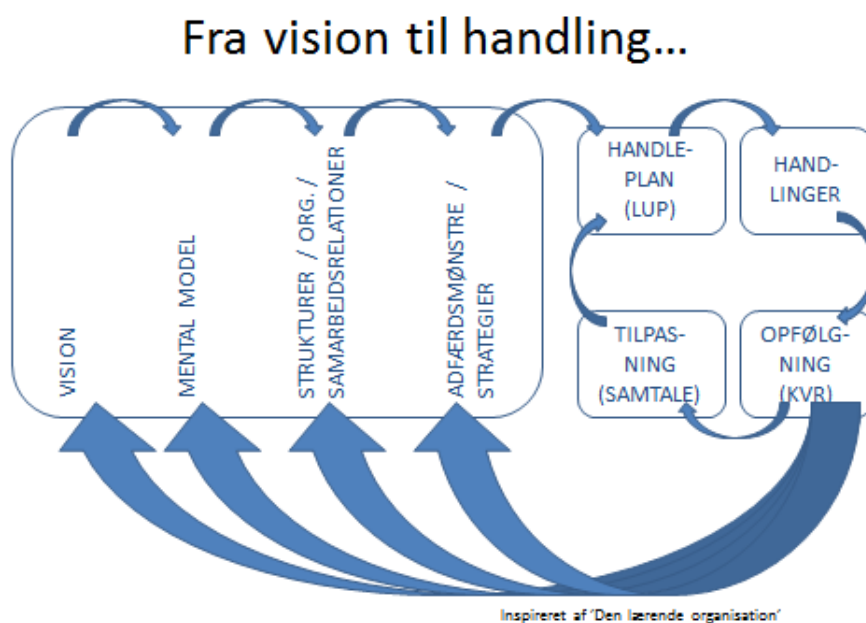 Fra vision til handling...
VISION
MENTAL MODEL
STRUKTURER / ORG. /
SAMARBEJDSRELATIONER
ADFÆRDSMØNSTRE /
STRATEGIER
HANDLE-
PLAN
(LUP)
HAND-
LINGER
TILPAS-
NING
(SAMTALE)
OPFØLG-
NING
(KVR)
Inspireret af 'Den lærende organisation'